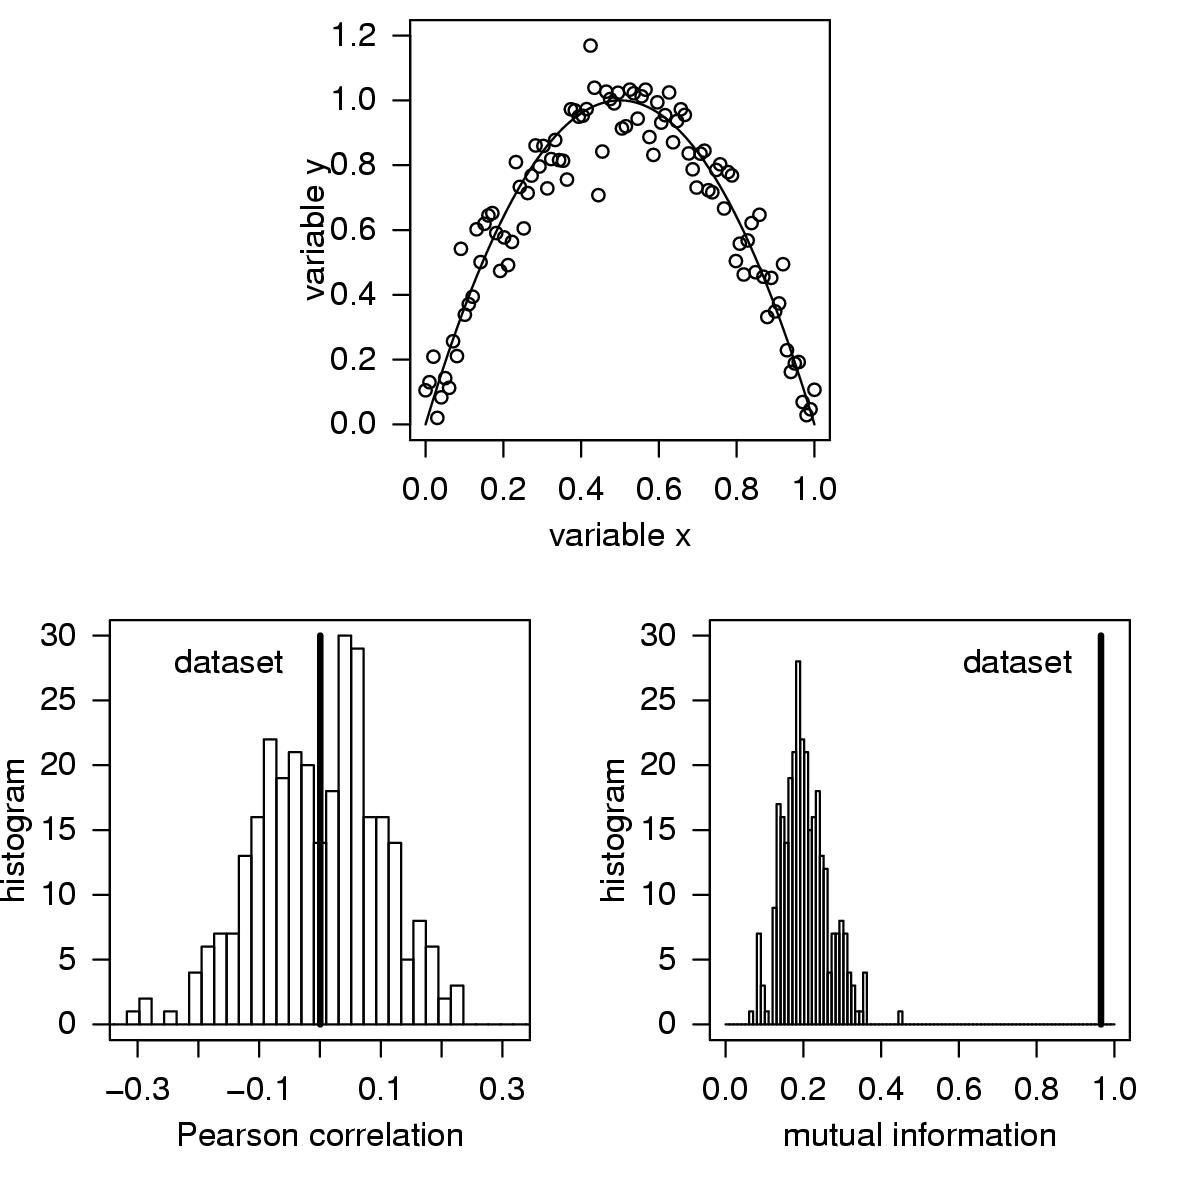 1.2
1.0
0.8
0.6
0.4
0.2
0.0
variable y
0.0 0.2 0.4 0.6 0.8 1.0
variable x
30
25
20
15
10
5
0
histogram
dataset
−0.3 −0.1 0.1 0.3
Pearson correlation
30
25
20
15
10
5
0
histogram
dataset
0.0 0.2 0.4 0.6 0.8 1.0
mutual information